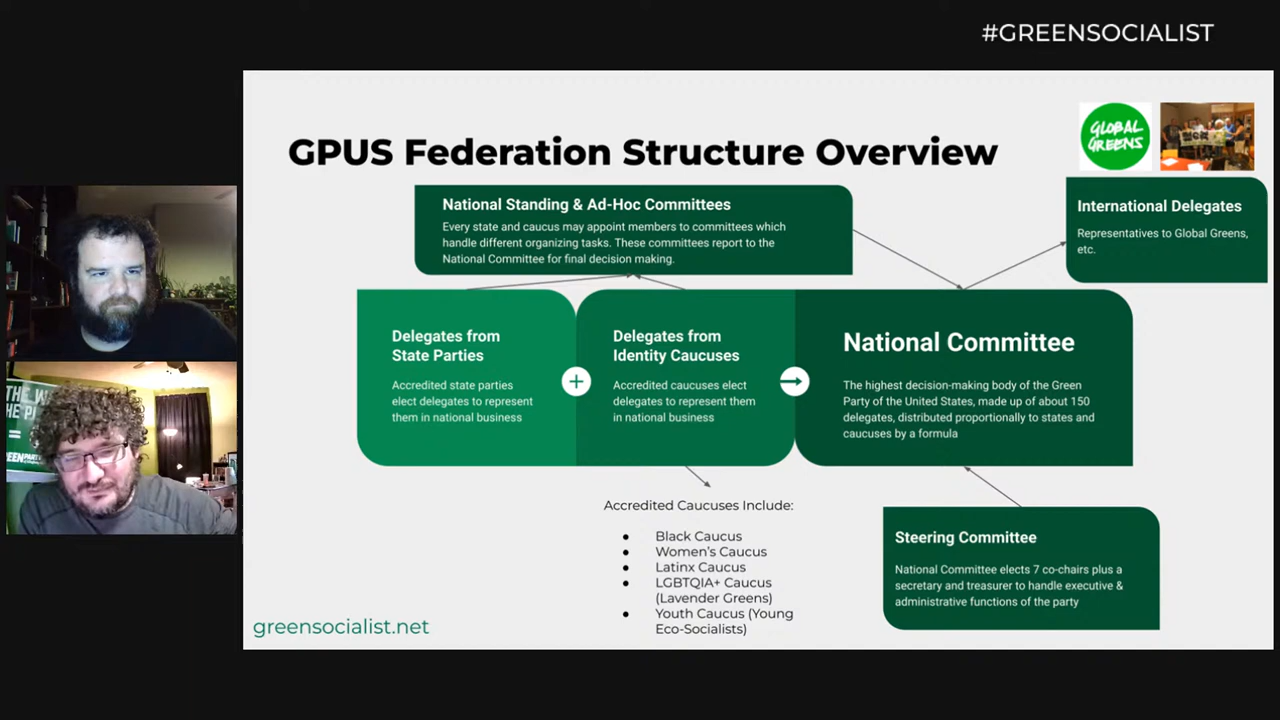 #GREENSOCIALIST
GPUS Federation Structure Overview
GLOBAL
GREENS
National Standing & Ad-Hoc Committees
Every state and caucus may appoint members to committees which
handle different organizing tasks. These committees report to the
National Committee for final decision making.
International Delegates
Representatives to Global Greens,
etc.
Delegates from
State Parties
Accredited state parties
elect delegates to represent
them in national business
+
Delegates from
Identity Caucuses
Accredited caucuses elect
delegates to represent them
in national business
National Committee
The highest decision-making body of the Green
Party of the United States, made up of about 150
delegates, distributed proportionally to states and
caucuses by a formula
Accredited Caucuses Include:
● Black Caucus
● Women's Caucus
● Latinx Caucus
● LGBTQIA+ Caucus
(Lavender Greens)
● Youth Caucus (Young
Eco-Socialists)
Steering Committee
National Committee elects 7 co-chairs plus a
secretary and treasurer to handle executive &
administrative functions of the party
greensocialist.net